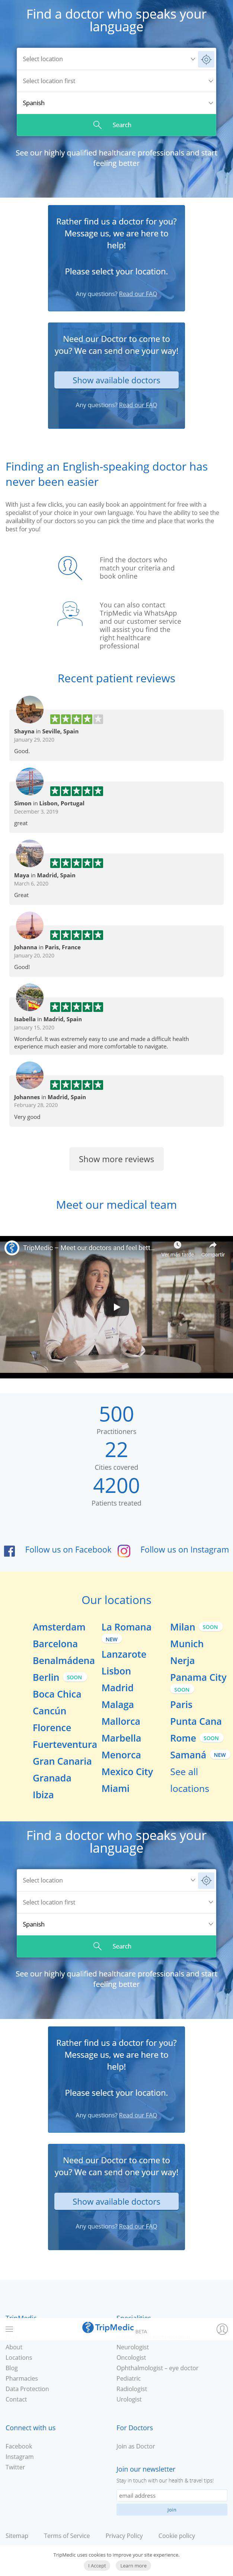 Find a doctor who speaks your
language
Select location
Select location first
Spanish
Search
See our highly qualified healthcare professionals and start
feeling better
Rather find us a doctor for you?
Message us, we are here to
help!
Please select your location.
Any questions? Read our FAQ
Need our Doctor to come to
you? We can send one your way!
Show available doctors
Any questions? Read our FAQ
Finding an English-speaking doctor has
never been easier
With just a few clicks, you can easily book an appointment for free with a
specialist of your choice in your own language. You have the ability to see the
availability of our doctors so you can pick the time and place that works the
best for you!
Find the doctors who
match your criteria and
book online
You can also contact
TripMedic via WhatsApp
and our customer service
will assist you find the
right healthcare
professional
Recent patient reviews
Shayna in Seville, Spain
January 29, 2020
Good.
Simon in Lisbon, Portugal
December 3, 2019
great
Maya in Madrid, Spain
March 6, 2020
Great
Johanna in Paris, France
January 20, 2020
Good!
Isabella in Madrid, Spain
January 15, 2020
Wonderful. It was extremely easy to use and made a difficult health
experience much easier and more comfortable to navigate.
Johannes in Madrid, Spain
February 28, 2020
Very good
Show more reviews
Meet our medical team
TripMedic – Meet our doctors and feel bett...
Ver más tarde
Compartir
500
Practitioners
22
Cities covered
4200
Patients treated
Follow us on Facebook
Follow us on Instagram
Our locations
Amsterdam
Barcelona
Benalmádena
Berlin SOON
Boca Chica
Cancún
Florence
Fuerteventura
Gran Canaria
Granada
Ibiza
La Romana
NEW
Lanzarote
Lisbon
Madrid
Malaga
Mallorca
Marbella
Menorca
Mexico City
Miami
Milan SOON
Munich
Nerja
Panama City
SOON
Paris
Punta Cana
Rome SOON
Samaná NEW
See all
locations
Find a doctor who speaks your
language
Select location
Select location first
Spanish
Search
See our highly qualified healthcare professionals and start
feeling better
Rather find us a doctor for you?
Message us, we are here to
help!
Please select your location.
Any questions? Read our FAQ
Need our Doctor to come to
you? We can send one your way!
Show available doctors
Any questions? Read our FAQ
TripMedic
Specialities
TripMedic BETA
About
Locations
Blog
Pharmacies
Data Protection
Contact
Neurologist
Oncologist
Ophthalmologist – eye doctor
Pediatric
Radiologist
Urologist
Connect with us
Facebook
Instagram
Twitter
For Doctors
Join as Doctor
Join our newsletter
Stay in touch with our health & travel tips!
email address
Join
Sitemap
Terms of Service
Privacy Policy
Cookie policy
TripMedic uses cookies to improve your site experience.
I Accept
Learn more